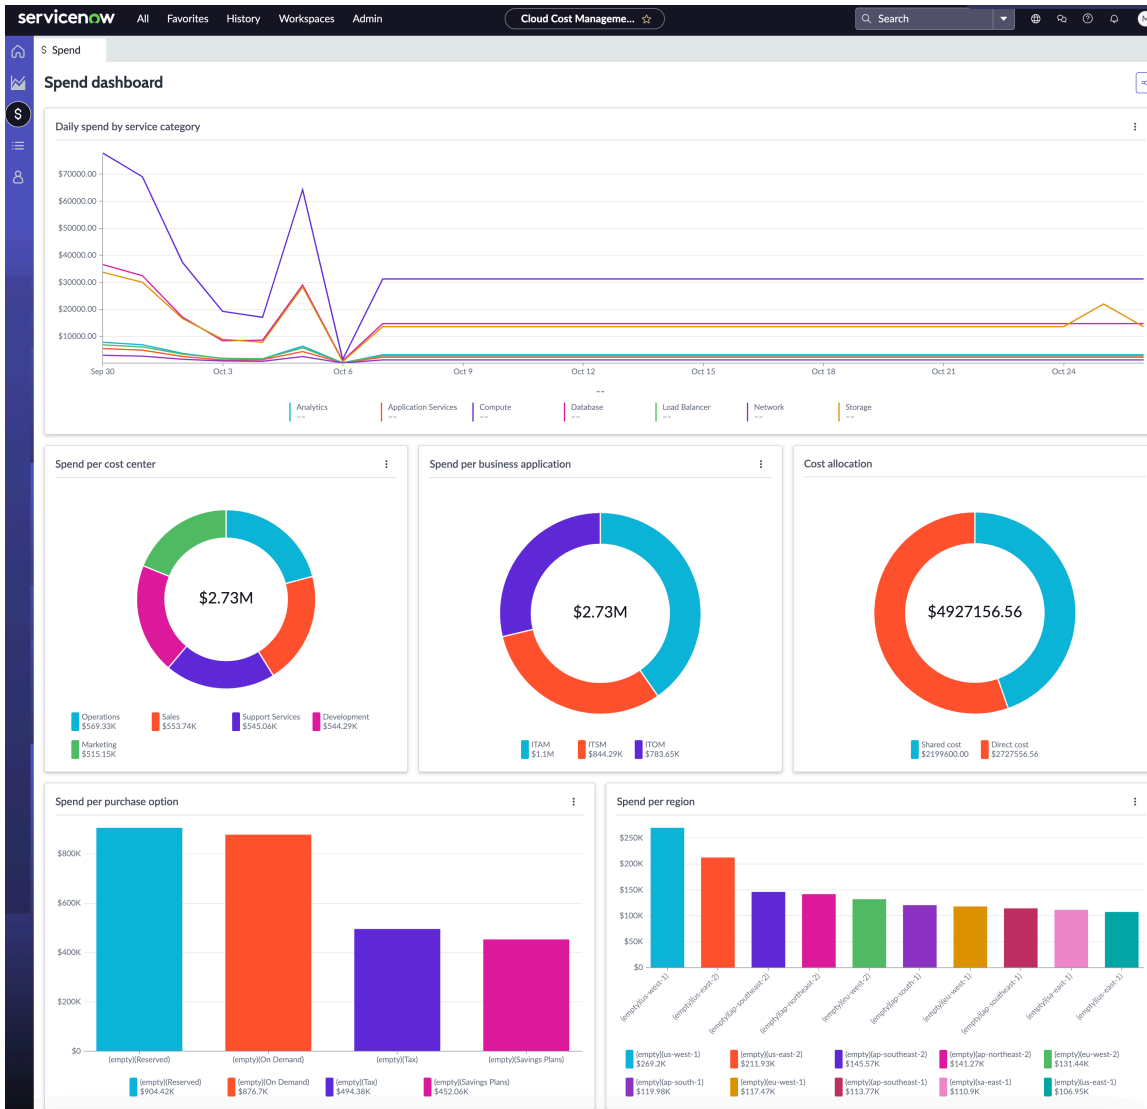 servicenow All Favorites History Workspaces Admin Cloud Cost Manageme... Search
$ Spend
Spend dashboard
Daily spend by service category
$70000.00
$60000.00
$50000.00
$40000.00
$30000.00
$20000.00
$10000.00
Sep 30 Oct 3 Oct 6 Oct 9 Oct 12 Oct 15 Oct 18 Oct 21 Oct 24
--
Analytics Application Services Compute Database Load Balancer Network Storage
-- -- -- -- -- -- --
Spend per cost center
$2.73M
Operations Sales Support Services Development
$569.33K $553.74K $545.06K $544.29K
Marketing
$515.15K
Spend per business application
$2.73M
ITAM ITSM ITOM
$1.1M $844.29K $783.65K
Cost allocation
$4927156.56
Shared cost Direct cost
$2199600.00 $2727556.56
Spend per purchase option
$800K
$600K
$400K
$200K
$0
(empty)(Reserved) (empty)(On Demand) (empty)(Tax) (empty)(Savings Plans)
(empty)(Reserved) (empty)(On Demand) (empty)(Tax) (empty)(Savings Plans)
$904.42K $876.7K $494.38K $452.06K
Spend per region
$250K
$200K
$150K
$100K
$50K
$0
(empty)(us-west-1) (empty)(us-east-2) (empty)(ap-southeast-2) (empty)(ap-northeast-2) (empty)(eu-west-2) (empty)(ap-south-1) (empty)(eu-west-1) (empty)(ap-southeast-1) (empty)(sa-east-1) (empty)(us-east-1)
(empty)(us-west-1) (empty)(us-east-2) (empty)(ap-southeast-2) (empty)(ap-northeast-2) (empty)(eu-west-2)
$269.2K $211.93K $145.57K $141.27K $131.44K
(empty)(ap-south-1) (empty)(eu-west-1) (empty)(ap-southeast-1) (empty)(sa-east-1) (empty)(us-east-1)
$119.98K $117.47K $113.77K $110.9K $106.95K